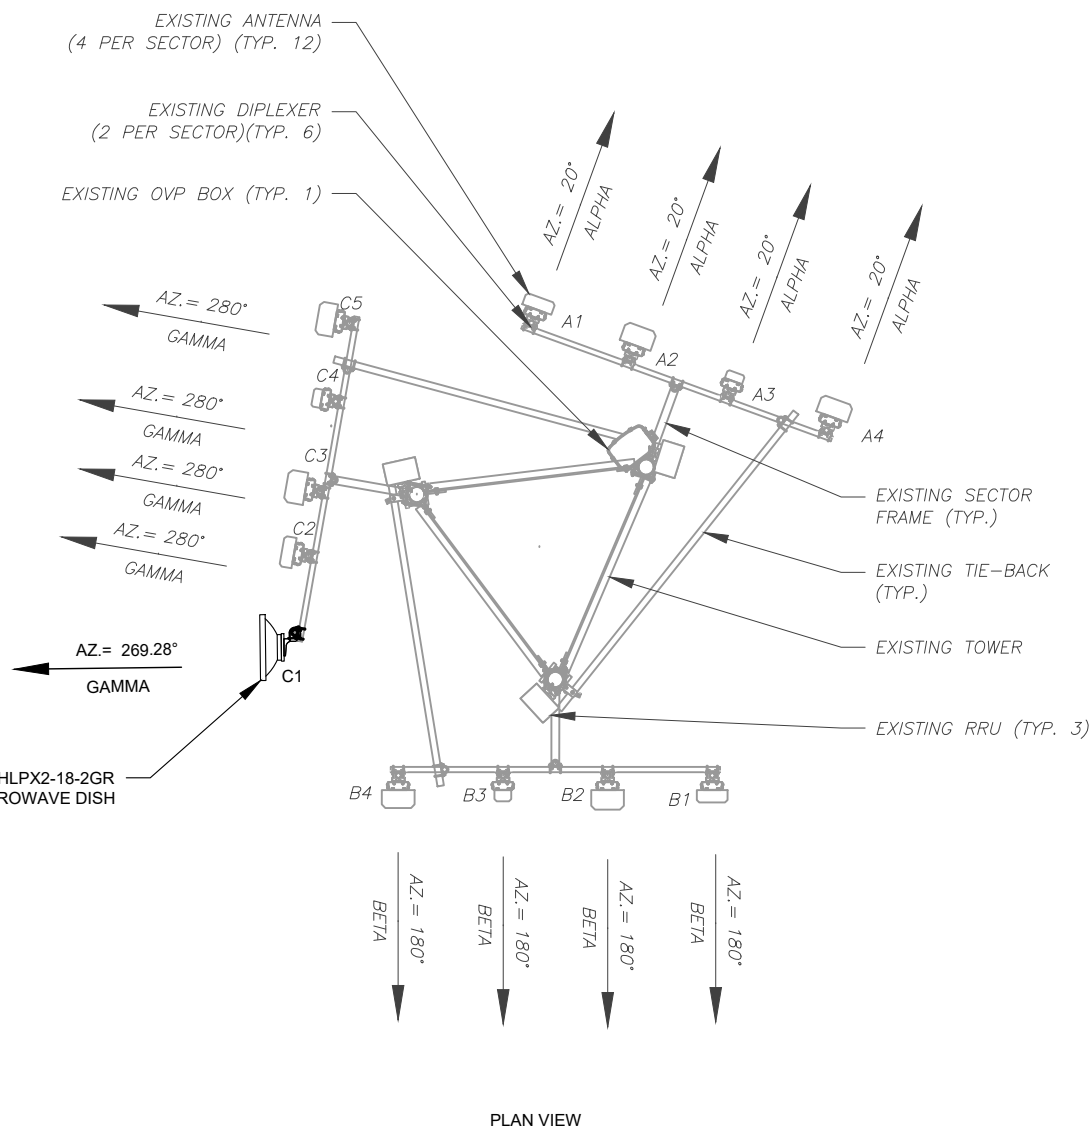 EXISTING ANTENNA
(4 PER SECTOR) (TYP. 12)
EXISTING DIPLEXER
(2 PER SECTOR)(TYP. 6)
EXISTING OVP BOX (TYP. 1)
AZ.= 20°
ALPHA
AZ.= 20°
ALPHA
AZ.= 20°
ALPHA
AZ.= 20°
ALPHA
A1
A2
A3
A4
AZ.= 280°
GAMMA
C5
AZ.= 280°
GAMMA
C4
AZ.= 280°
GAMMA
C3
AZ.= 280°
GAMMA
C2
AZ.= 269.28°
GAMMA
C1
HLPX2-18-2GR
ROWAVE DISH
EXISTING SECTOR
FRAME (TYP.)
EXISTING TIE-BACK
(TYP.)
EXISTING TOWER
EXISTING RRU (TYP. 3)
B4
B3
B2
B1
AZ.= 180°
BETA
AZ.= 180°
BETA
AZ.= 180°
BETA
AZ.= 180°
BETA
PLAN VIEW